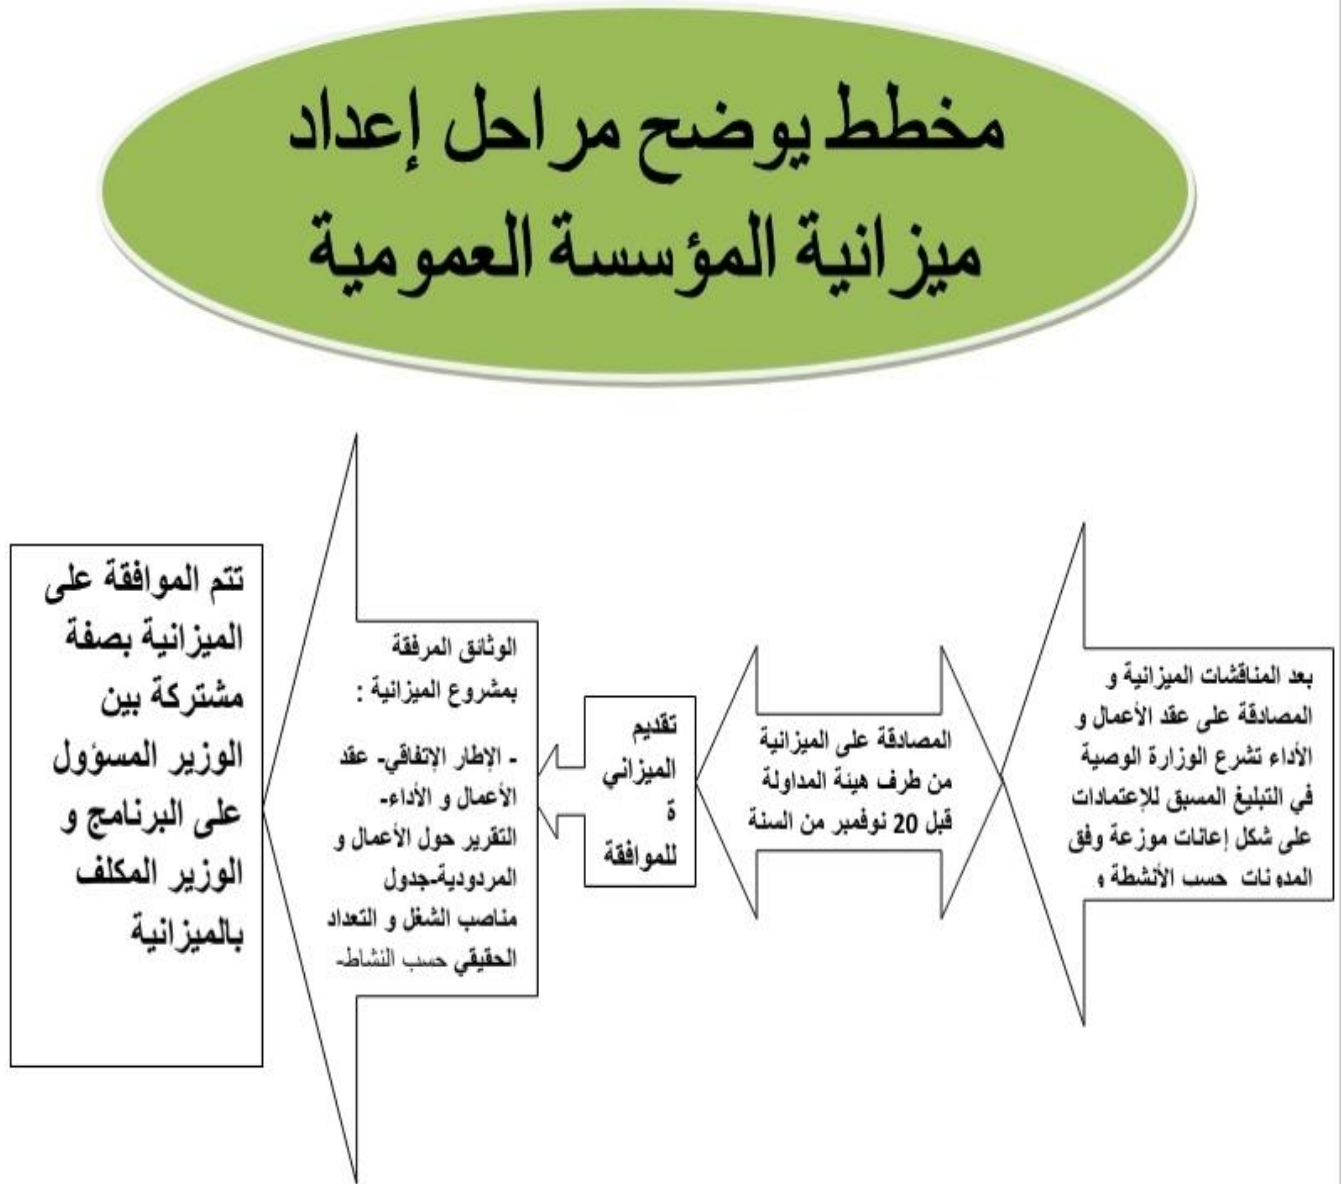 مخطط يوضح مراحل إعداد
ميزانية المؤسسة العمومية
بعد المناقشات الميزانية و
المصادقة على عقد الأعمال و
الأداء تشرع الوزارة الوصية
في التبليغ المسبق للإعتمادات
على شكل إعانات موزعة وفق
المدونات حسب الأنشطة و
المصادقة على الميزانية
من طرف هيئة المداولة
قبل 20 نوفمبر من السنة
تقديم
الميزاني
ة
للموافقة
الوثائق المرفقة
بمشروع الميزانية :
- الإطار الإتفاقي- عقد
الأعمال و الأداء-
التقرير حول الأعمال و
المردودية-جدول
مناصب الشغل و التعداد
الحقيقي حسب النشاط-
تتم الموافقة على
الميزانية بصفة
مشتركة بين
الوزير المسؤول
على البرنامج و
الوزير المكلف
بالميزانية